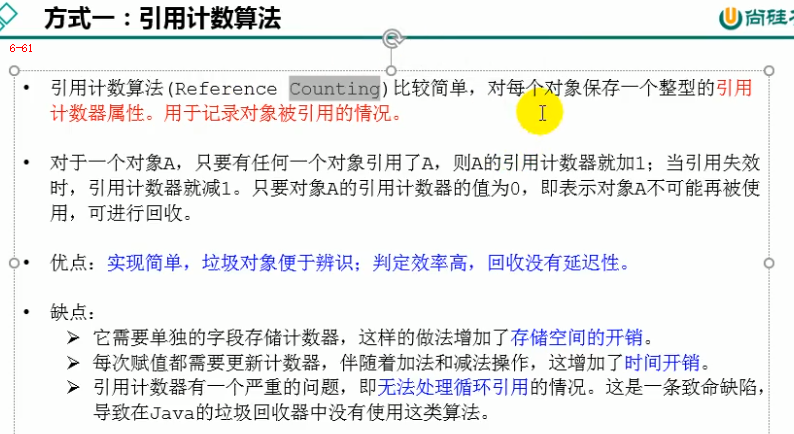 方式一：引用计数算法
尚硅
6-61
• 引用计数算法(Reference Counting)比较简单，对每个对象保存一个整型的引用
计数器属性。用于记录对象被引用的情况。
• 对于一个对象A，只要有任何一个对象引用了A，则A的引用计数器就加1；当引用失效
时，引用计数器就减1。只要对象A的引用计数器的值为0，即表示对象A不可能再被使
用，可进行回收。
• 优点：实现简单，垃圾对象便于辨识；判定效率高，回收没有延迟性。
• 缺点：
➢ 它需要单独的字段存储计数器，这样的做法增加了存储空间的开销。
➢ 每次赋值都需要更新计数器，伴随着加法和减法操作，这增加了时间开销。
➢ 引用计数器有一个严重的问题，即无法处理循环引用的情况。这是一条致命缺陷，
导致在Java的垃圾回收器中没有使用这类算法。